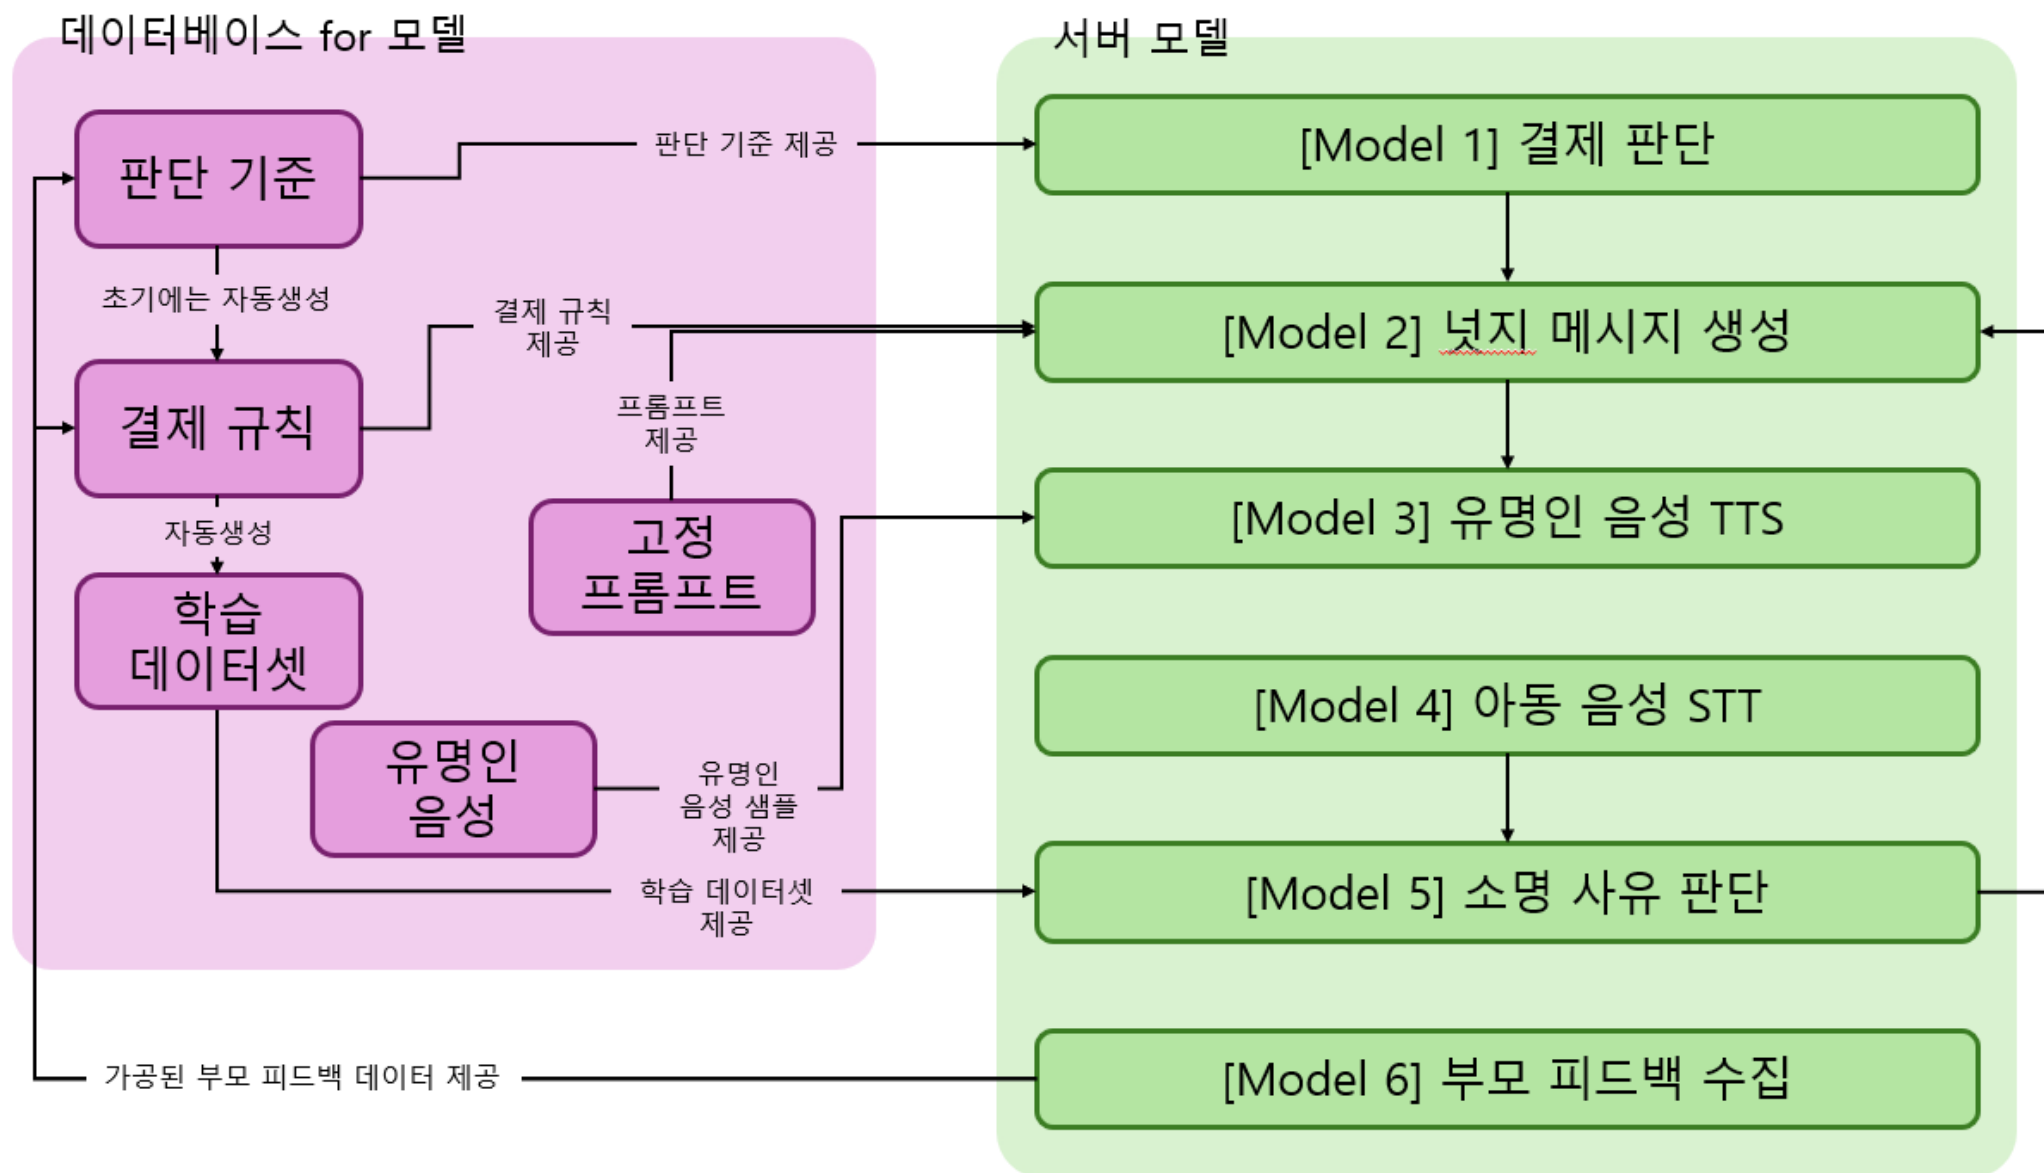 데이터베이스 for 모델
서버 모델
판단 기준
판단 기준 제공
[Model 1] 결제 판단
초기에는 자동생성
결제 규칙
제공
[Model 2] 넛지 메시지 생성
결제 규칙
프롬프트
제공
자동생성
고정
프롬프트
[Model 3] 유명인 음성 TTS
학습
데이터셋
[Model 4] 아동 음성 STT
유명인
음성
유명인
음성 샘플
제공
학습 데이터셋
제공
[Model 5] 소명 사유 판단
가공된 부모 피드백 데이터 제공
[Model 6] 부모 피드백 수집